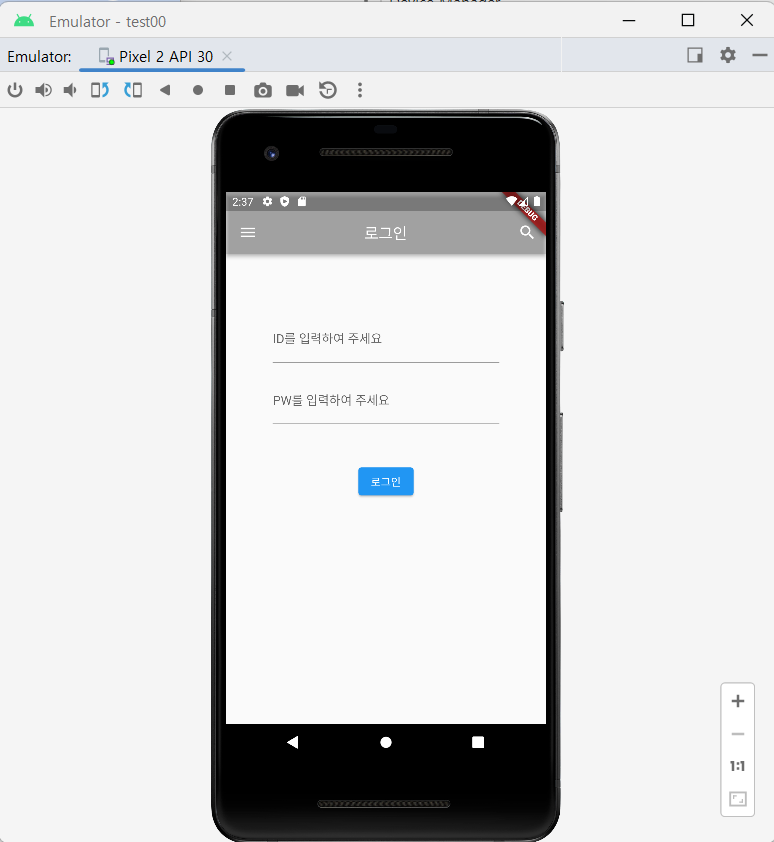 Emulator - test00
Emulator: Pixel 2 API 30
2:37
DEBUG
로그인
ID를 입력하여 주세요
PW를 입력하여 주세요
로그인
1:1